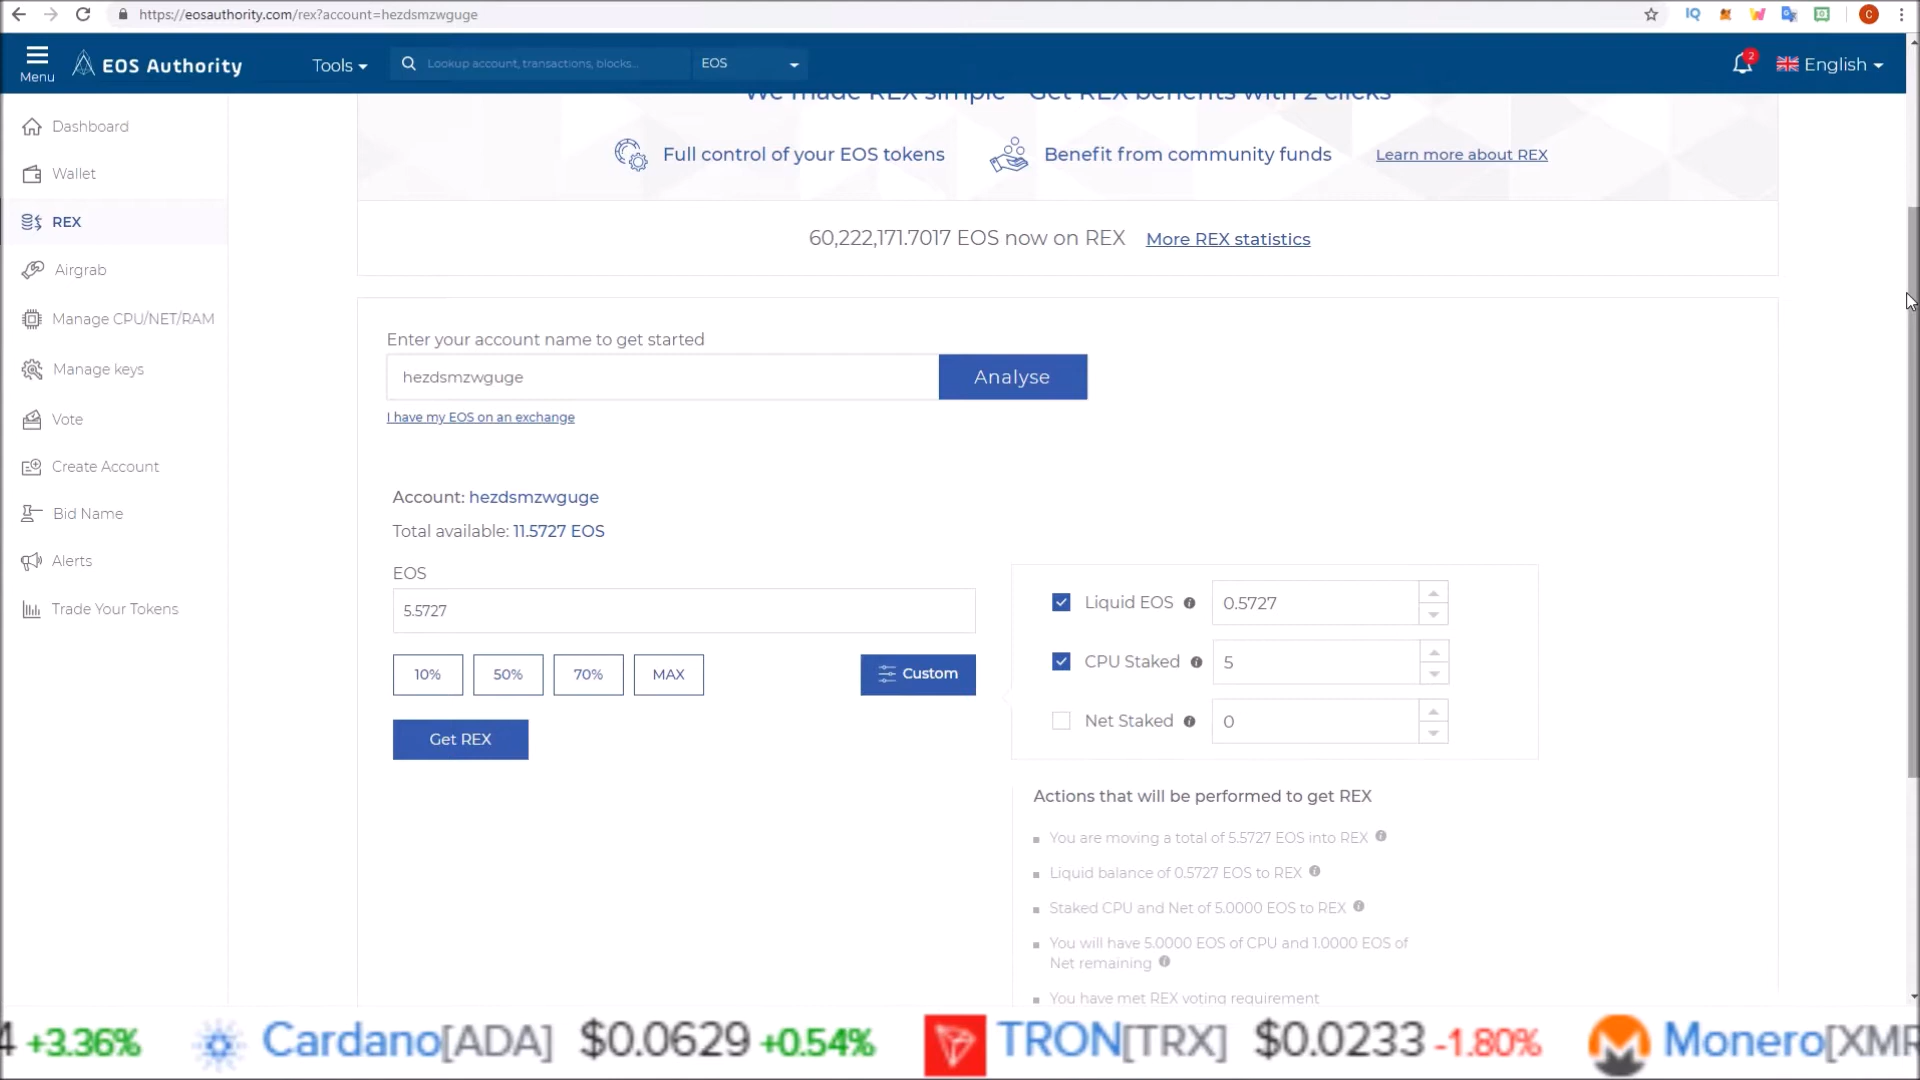 https://eosauthority.com/rex?account=hezdsmzwguge
Menu
EOS Authority
Tools
Lookup account, transactions, blocks...
EOS
2
English
Dashboard
Wallet
REX
Airgrab
Manage CPU/NET/RAM
Manage keys
Vote
Create Account
Bid Name
Alerts
Trade Your Tokens
We made REX simple - Get REX benefits with 2 clicks
Full control of your EOS tokens
Benefit from community funds
Learn more about REX
60,222,171.7017 EOS now on REX More REX statistics
Enter your account name to get started
hezdsmzwguge
Analyse
I have my EOS on an exchange
Account: hezdsmzwguge
Total available: 11.5727 EOS
EOS
5.5727
10%
50%
70%
MAX
Custom
Get REX
Liquid EOS
0.5727
CPU Staked
5
Net Staked
0
Actions that will be performed to get REX
You are moving a total of 5.5727 EOS into REX
Liquid balance of 0.5727 EOS to REX
Staked CPU and Net of 5.0000 EOS to REX
You will have 5.0000 EOS of CPU and 1.0000 EOS of
Net remaining
You have met REX voting requirement
4 +3.36% Cardano[ADA] $0.0629 +0.54% TRON[TRX] $0.0233 -1.80% Monero[XMR